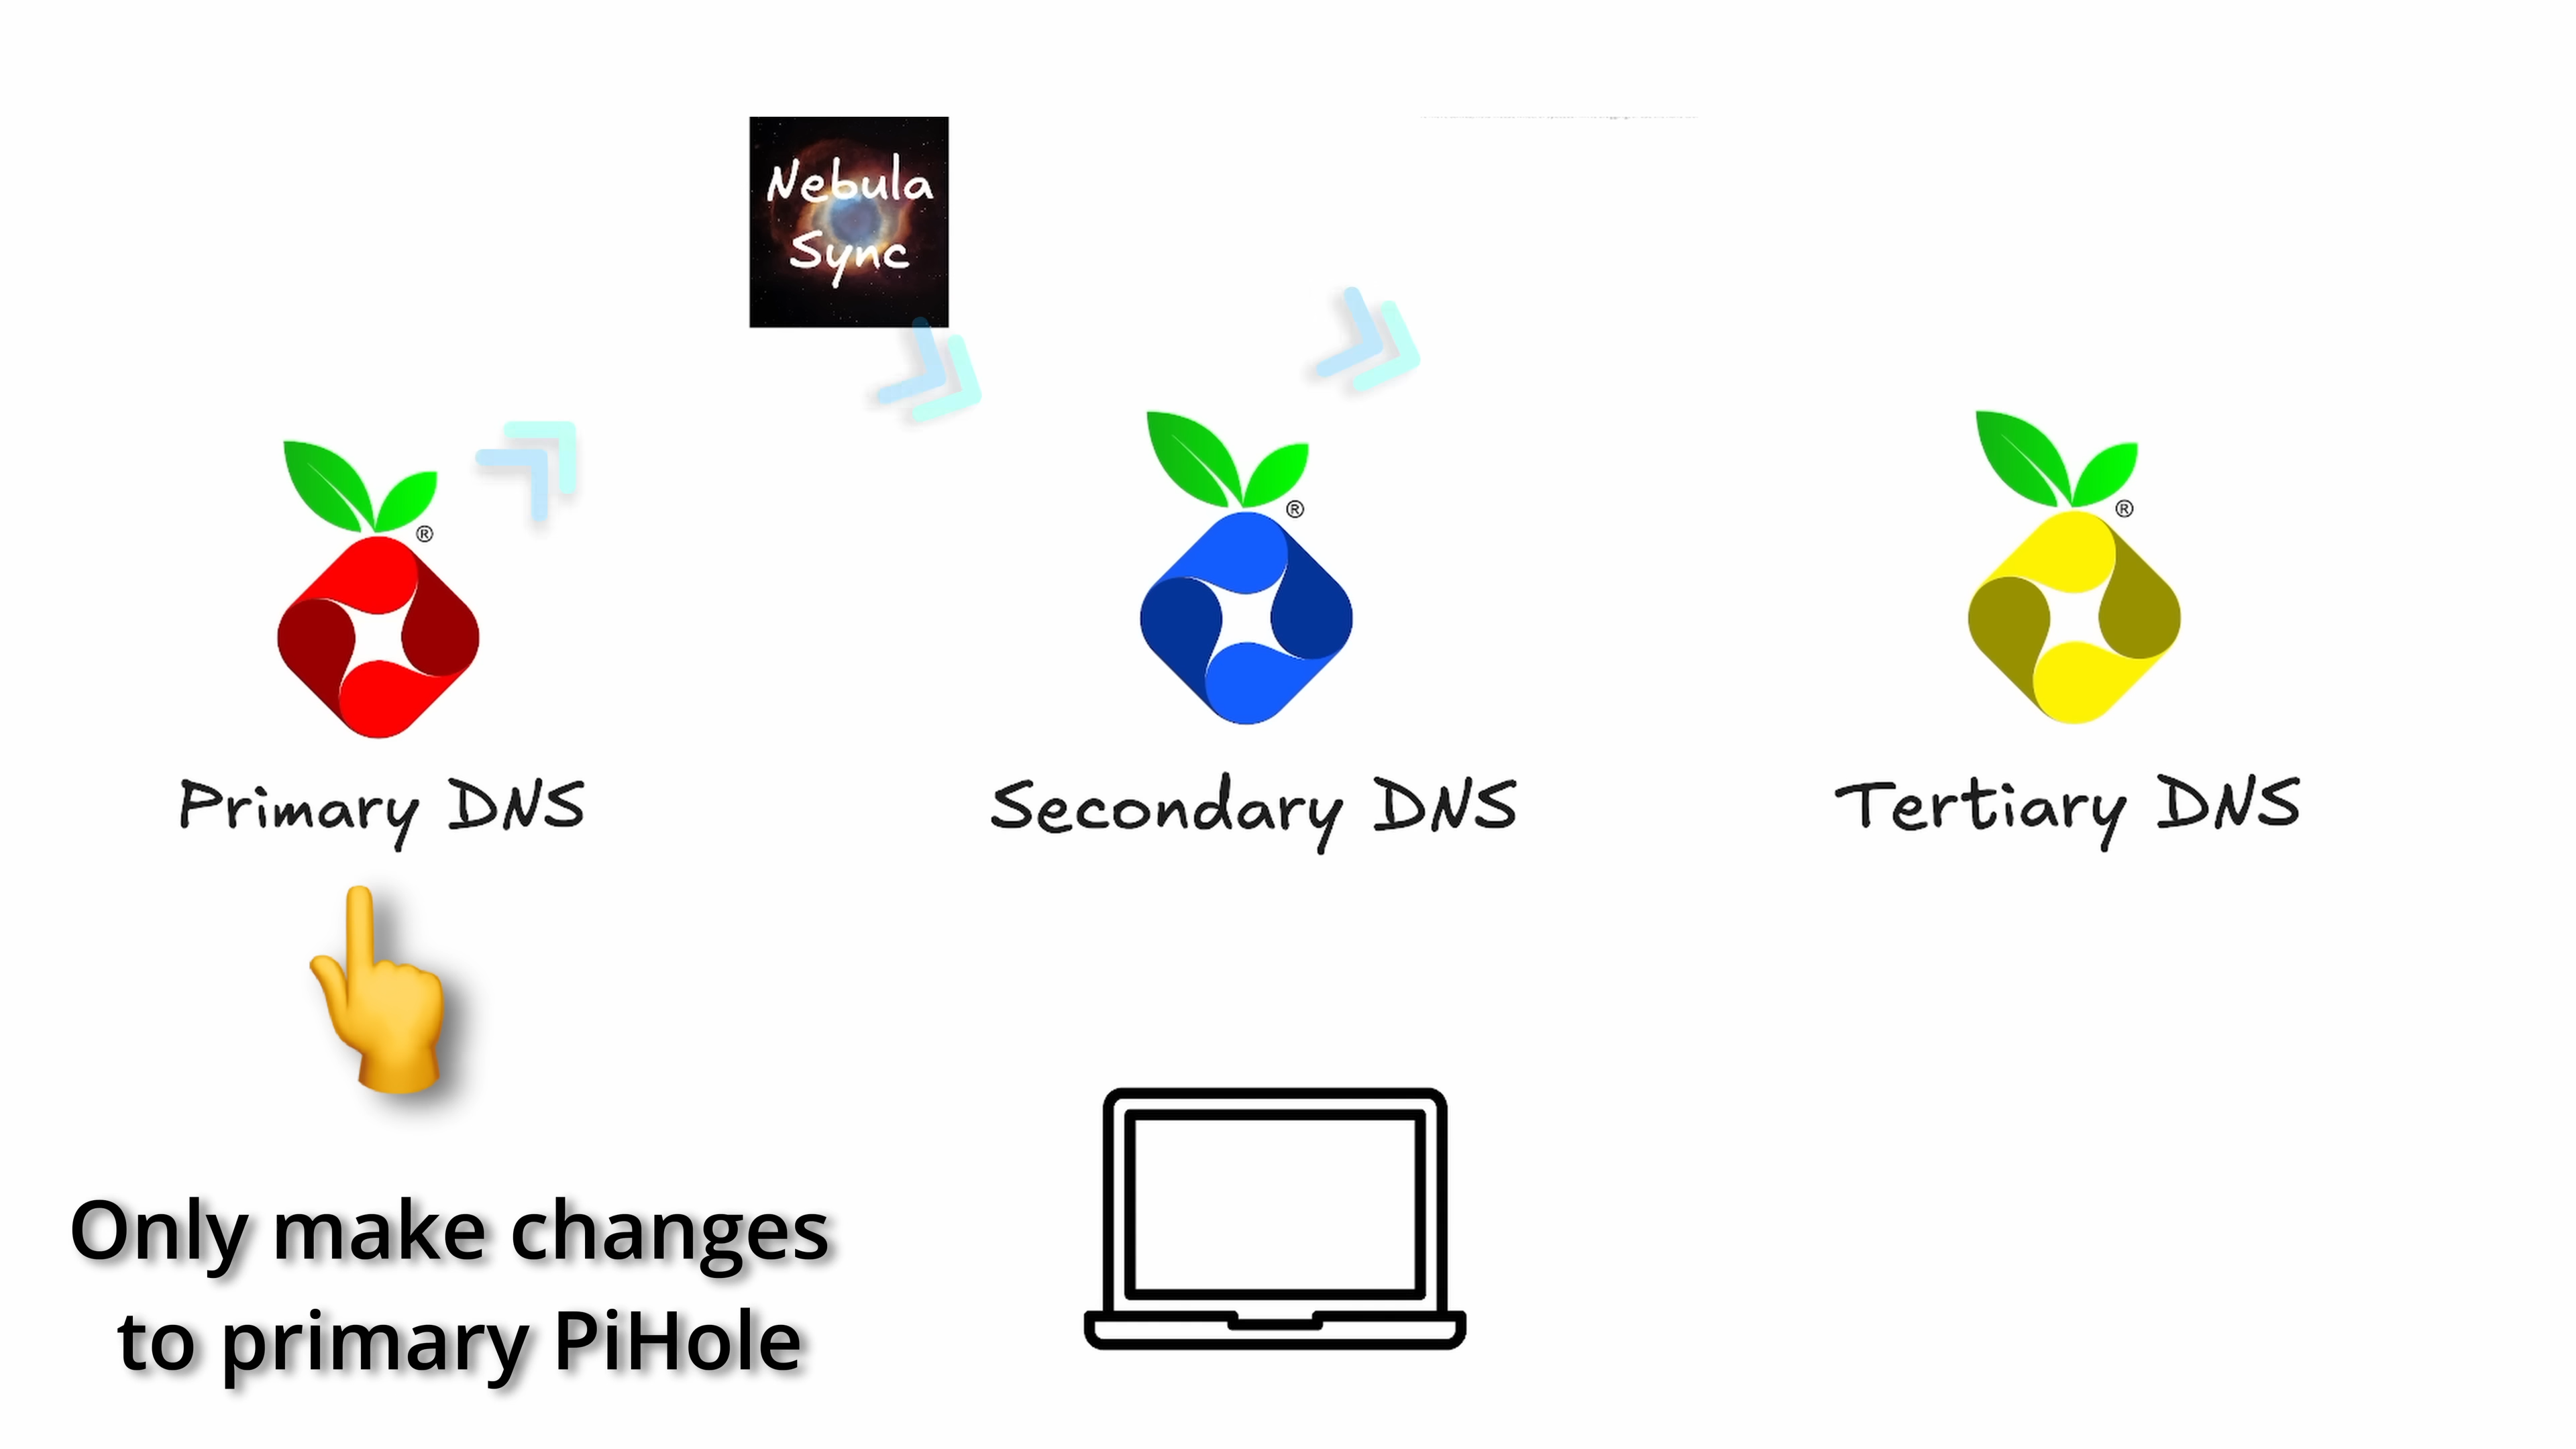 Nebula
Sync
®
®
®
Primary DNS
Secondary DNS
Tertiary DNS
Only make changes
to primary PiHole